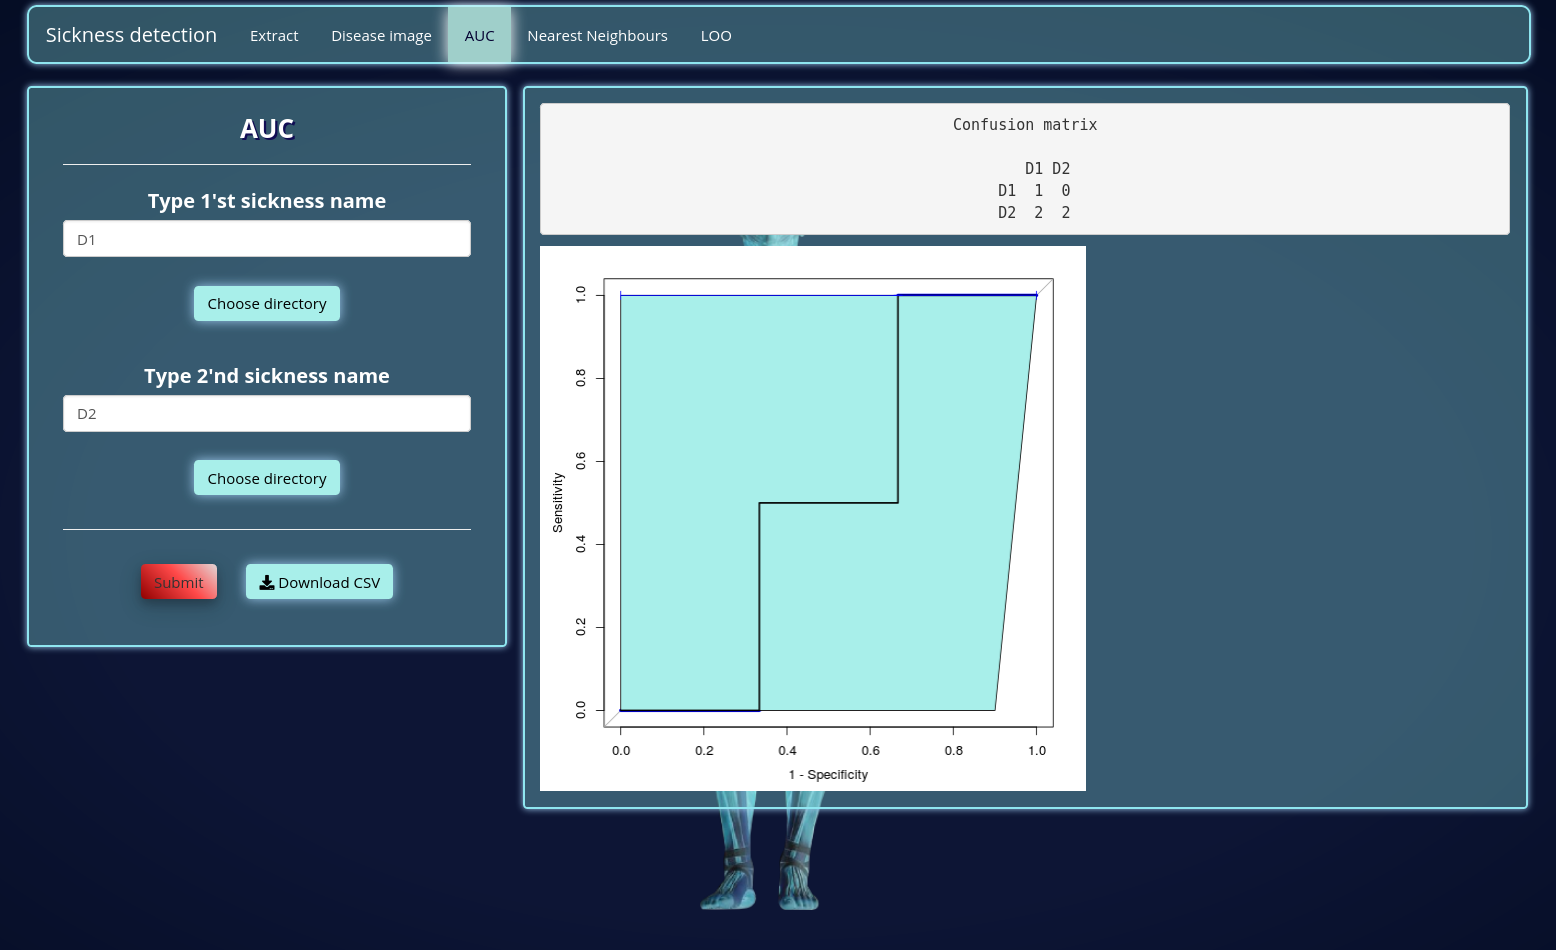 Sickness detection Extract Disease image AUC Nearest Neighbours LOO
AUC
Type 1'st sickness name
D1
Choose directory
Type 2'nd sickness name
D2
Choose directory
Submit Download CSV
Confusion matrix
D1 D2
D1 1 0
D2 2 2
1.0
0.8
0.6
0.4
0.2
0.0
Sensitivity
0.0 0.2 0.4 0.6 0.8 1.0
1 - Specificity